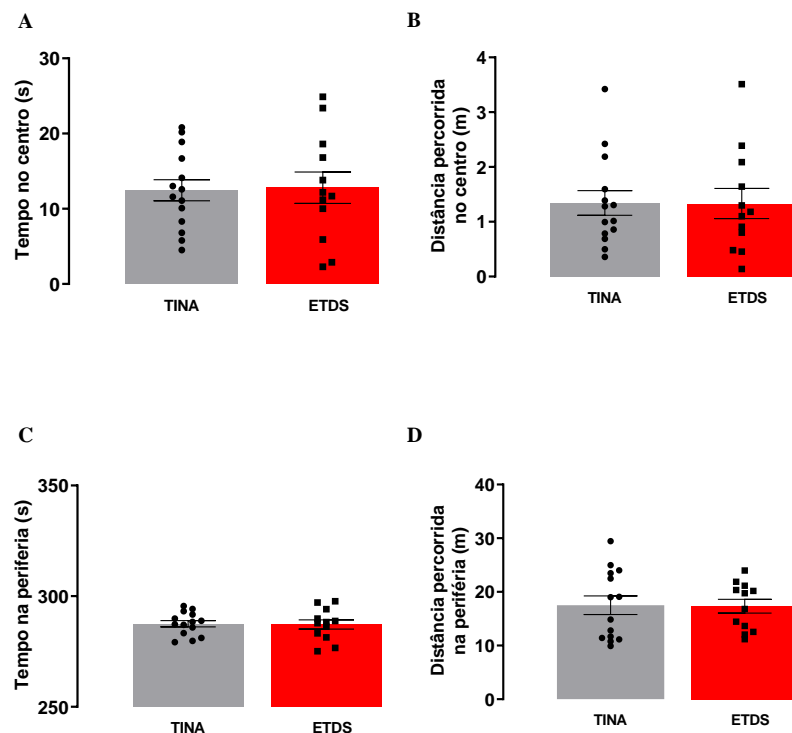 A
Tempo no centro (s)
30
20
10
0
TINA
ETDS
B
Distância percorrida
no centro (m)
4
3
2
1
0
TINA
ETDS
C
Tempo na periferia (s)
350
300
250
TINA
ETDS
D
Distância percorrida
na periféria (m)
40
30
20
10
0
TINA
ETDS